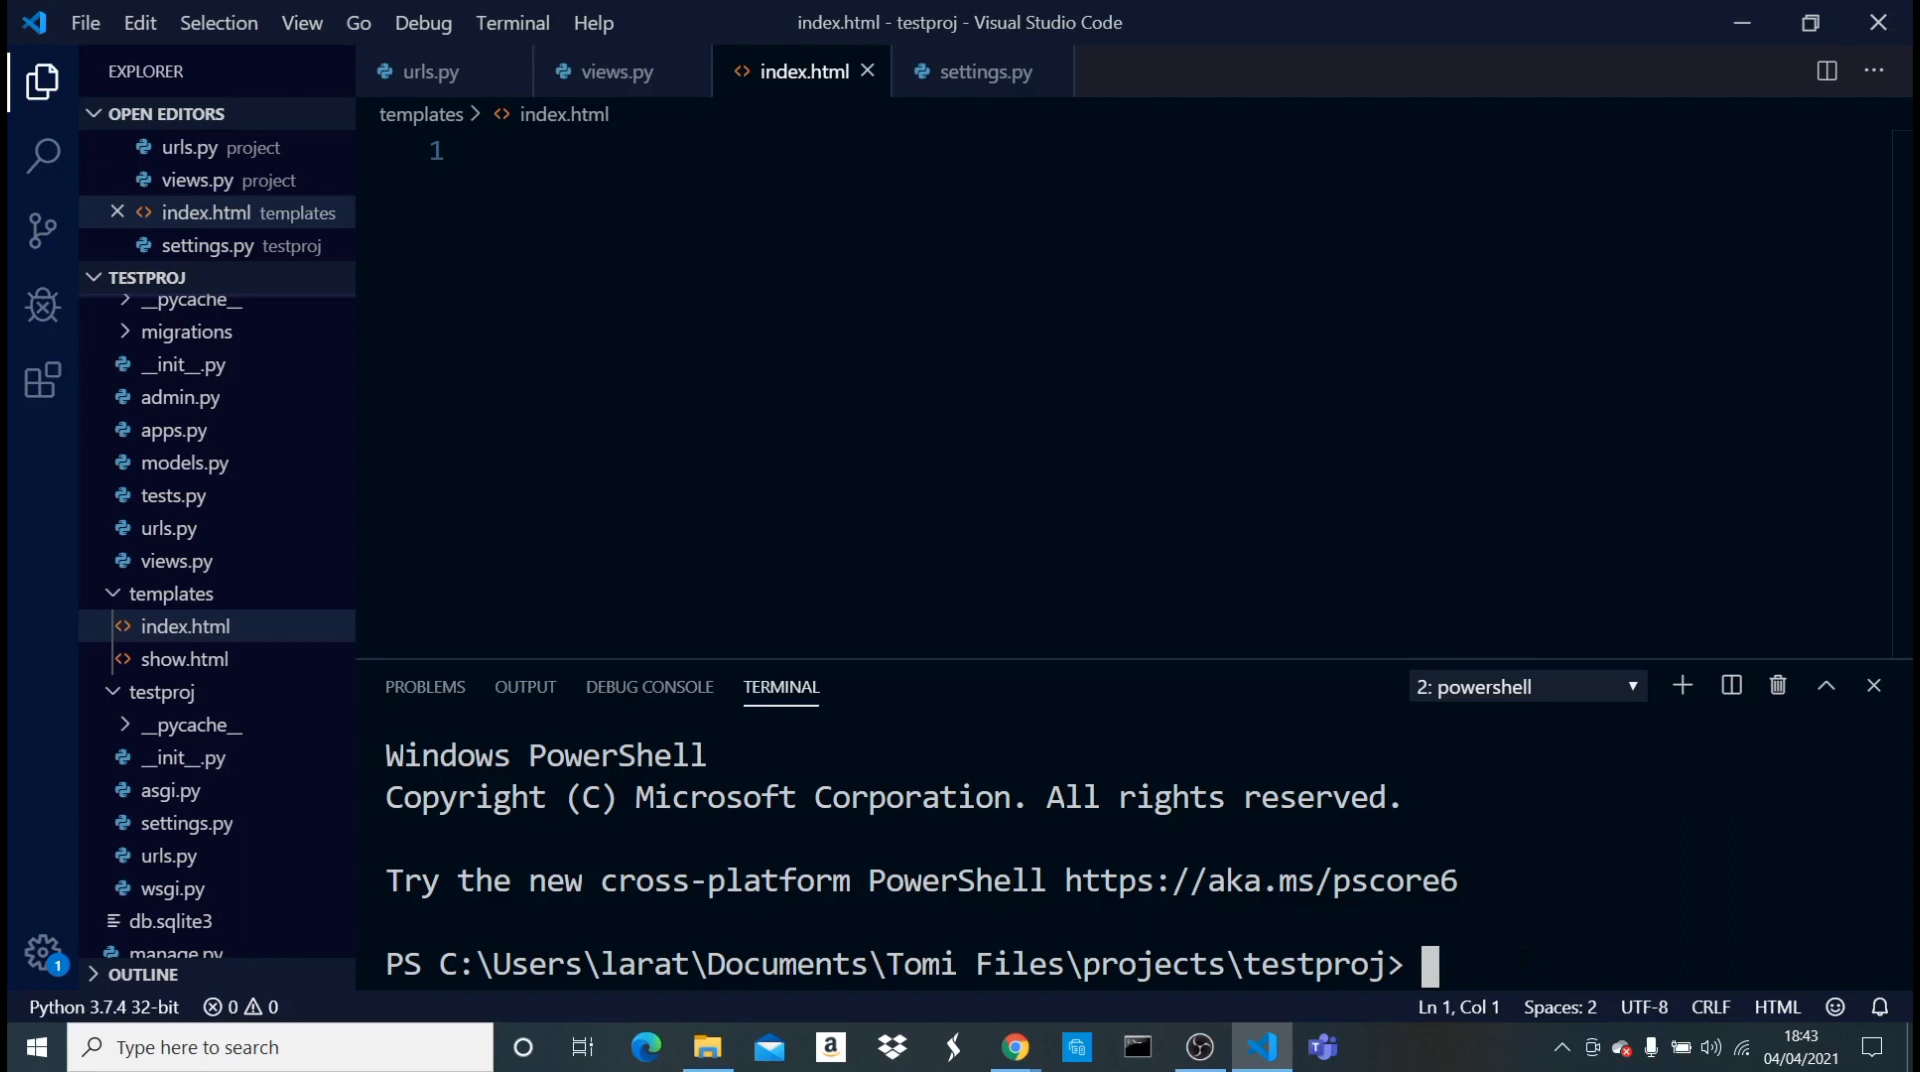 File Edit Selection View Go Debug Terminal Help
index.html - testproj - Visual Studio Code
EXPLORER
urls.py
views.py
index.html
settings.py
OPEN EDITORS
urls.py project
views.py project
index.html templates
settings.py testproj
TESTPROJ
__pycache__
migrations
__init__.py
admin.py
apps.py
models.py
tests.py
urls.py
views.py
templates
index.html
show.html
testproj
__pycache__
__init__.py
asgi.py
settings.py
urls.py
wsgi.py
db.sqlite3
manage.py
OUTLINE
templates > index.html
1
PROBLEMS OUTPUT DEBUG CONSOLE TERMINAL
2: powershell
Windows PowerShell
Copyright (C) Microsoft Corporation. All rights reserved.
Try the new cross-platform PowerShell https://aka.ms/pscore6
PS C:\Users\larat\Documents\Tomi Files\projects\testproj>
1
Python 3.7.4 32-bit 0 0
Ln 1, Col 1 Spaces: 2 UTF-8 CRLF HTML
Type here to search
18:43
04/04/2021